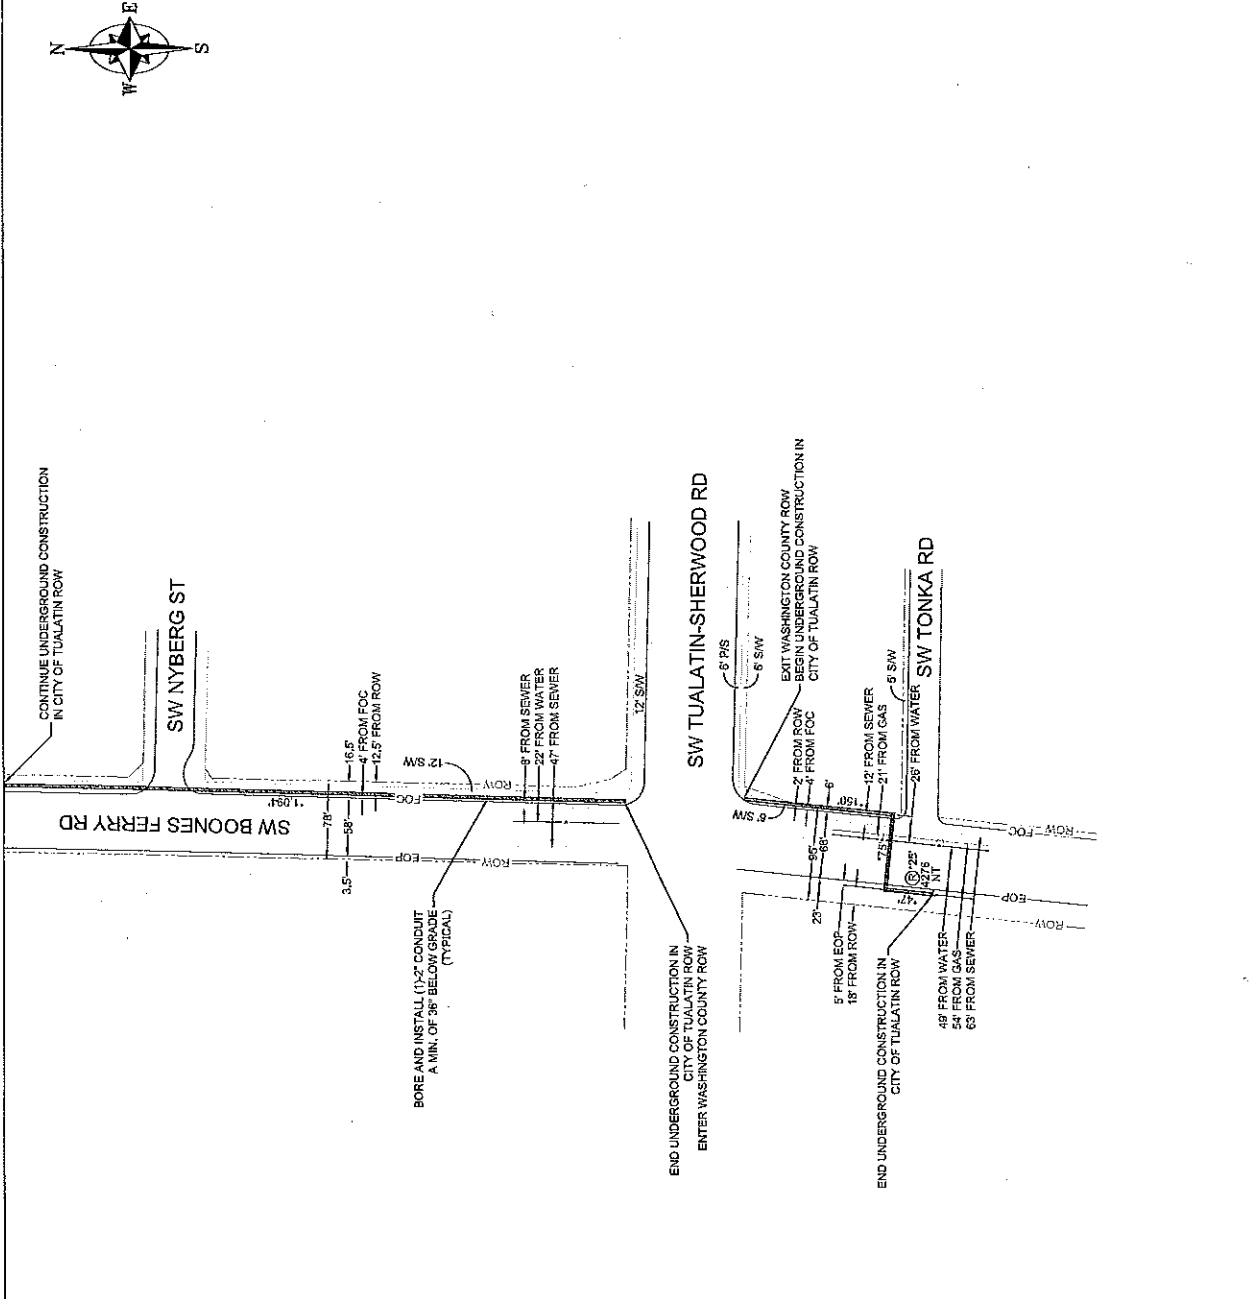 N
E
S
W
CONTINUE UNDERGROUND CONSTRUCTION
IN CITY OF TUALATIN ROW
SW NYBERG ST
SW BOONES FERRY RD
*1,094'
78'
58'
3.5'
EOP
ROW
16.5'
4' FROM FOC
12.5' FROM ROW
12' S/W
FOC
ROW
8' FROM SEWER
22' FROM WATER
47' FROM SEWER
12' S/W
BORE AND INSTALL (1)-2" CONDUIT
A MIN. OF 36" BELOW GRADE
(TYPICAL)
END UNDERGROUND CONSTRUCTION IN
CITY OF TUALATIN ROW
ENTER WASHINGTON COUNTY ROW
SW TUALATIN-SHERWOOD RD
6' P/S
6' S/W
EXIT WASHINGTON COUNTY ROW
BEGIN UNDERGROUND CONSTRUCTION IN
CITY OF TUALATIN ROW
6' S/W
2' FROM ROW
4' FROM FOC
6'
*150'
12' FROM SEWER
21' FROM GAS
5' S/W
26' FROM WATER
SW TONKA RD
95'
68'
23'
*75'
*47'
R
*25'
4276
NT
5' FROM EOP
18' FROM ROW
EOP
ROW
FOC
ROW
END UNDERGROUND CONSTRUCTION IN
CITY OF TUALATIN ROW
49' FROM WATER
54' FROM GAS
63' FROM SEWER